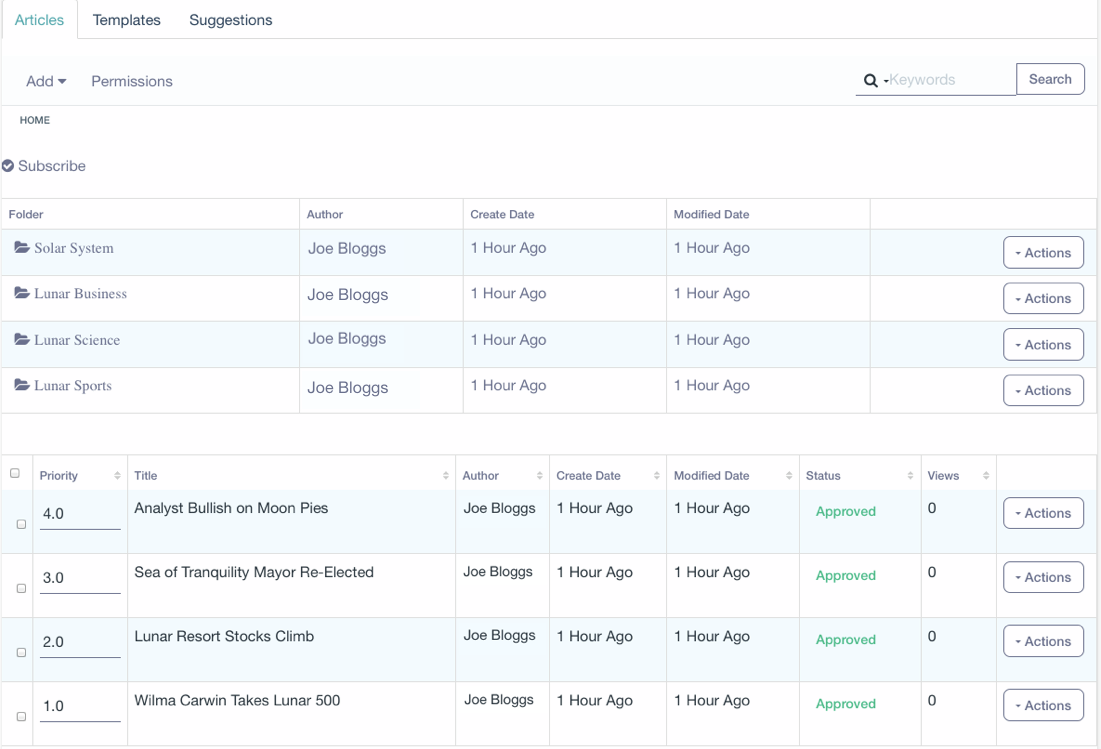 Articles Templates Suggestions
Add Permissions Keywords Search
HOME
Subscribe
Folder Author Create Date Modified Date
Solar System Joe Bloggs 1 Hour Ago 1 Hour Ago Actions
Lunar Business Joe Bloggs 1 Hour Ago 1 Hour Ago Actions
Lunar Science Joe Bloggs 1 Hour Ago 1 Hour Ago Actions
Lunar Sports Joe Bloggs 1 Hour Ago 1 Hour Ago Actions
Priority Title Author Create Date Modified Date Status Views
4.0 Analyst Bullish on Moon Pies Joe Bloggs 1 Hour Ago 1 Hour Ago Approved 0 Actions
3.0 Sea of Tranquility Mayor Re-Elected Joe Bloggs 1 Hour Ago 1 Hour Ago Approved 0 Actions
2.0 Lunar Resort Stocks Climb Joe Bloggs 1 Hour Ago 1 Hour Ago Approved 0 Actions
1.0 Wilma Carwin Takes Lunar 500 Joe Bloggs 1 Hour Ago 1 Hour Ago Approved 0 Actions